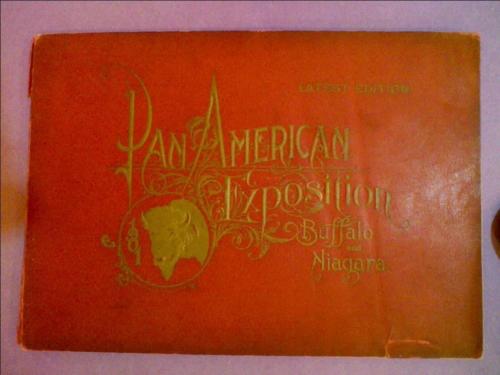 LATEST EDITION
PAN AMERICAN
EXPOSITION
Buffalo
and
Niagara